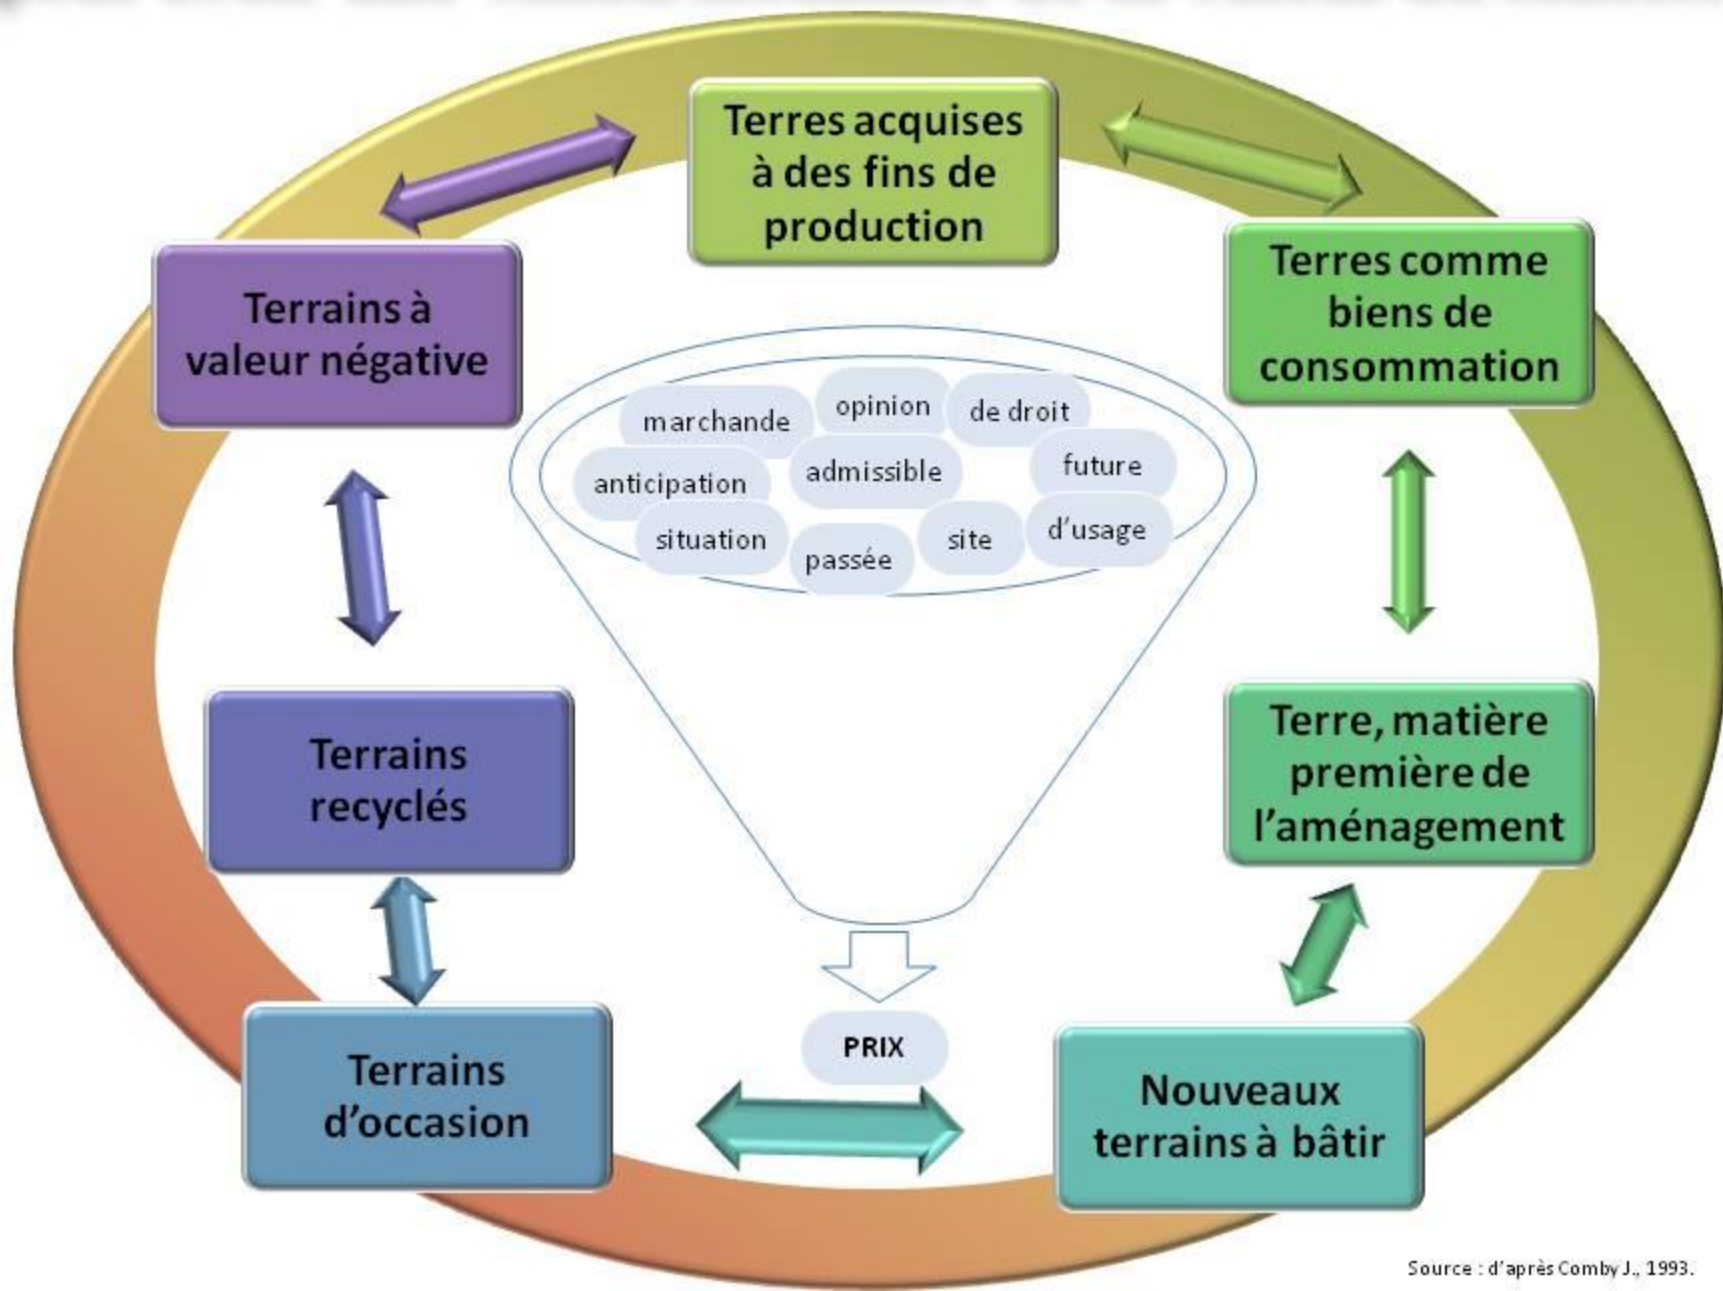 Terres acquises
à des fins de
production
Terres comme
biens de
consommation
Terre, matière
première de
l'aménagement
Nouveaux
terrains à bâtir
Terrains
d'occasion
Terrains
recyclés
Terrains à
valeur négative
marchande
opinion
de droit
anticipation
admissible
future
situation
passée
site
d'usage
PRIX
Source : d'après Comby J., 1993.